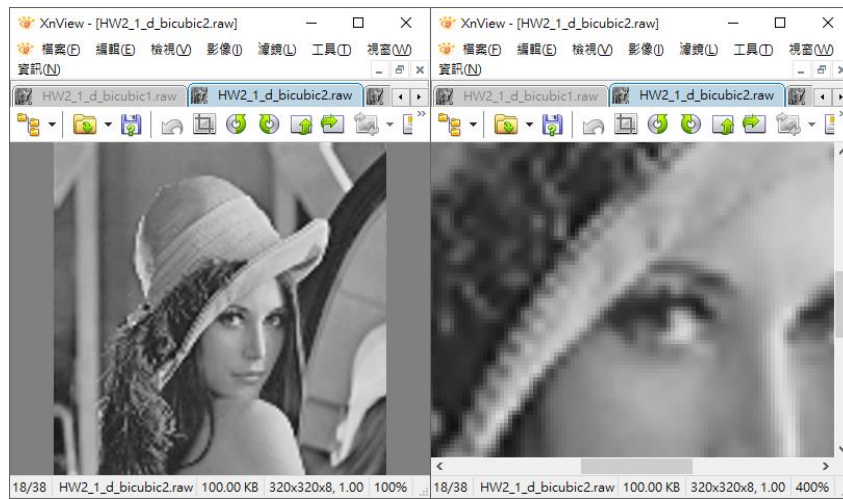 XnView - [HW2_1_d_bicubic2.raw]
檔案(F) 編輯(E) 檢視(V) 影像(I) 濾鏡(L) 工具(T) 視窗(W)
資訊(N)
HW2_1_d_bicubic1.raw HW2_1_d_bicubic2.raw
18/38 HW2_1_d_bicubic2.raw 100.00 KB 320x320x8, 1.00 100%
XnView - [HW2_1_d_bicubic2.raw]
檔案(F) 編輯(E) 檢視(V) 影像(I) 濾鏡(L) 工具(T) 視窗(W)
資訊(N)
HW2_1_d_bicubic1.raw HW2_1_d_bicubic2.raw
18/38 HW2_1_d_bicubic2.raw 100.00 KB 320x320x8, 1.00 400%